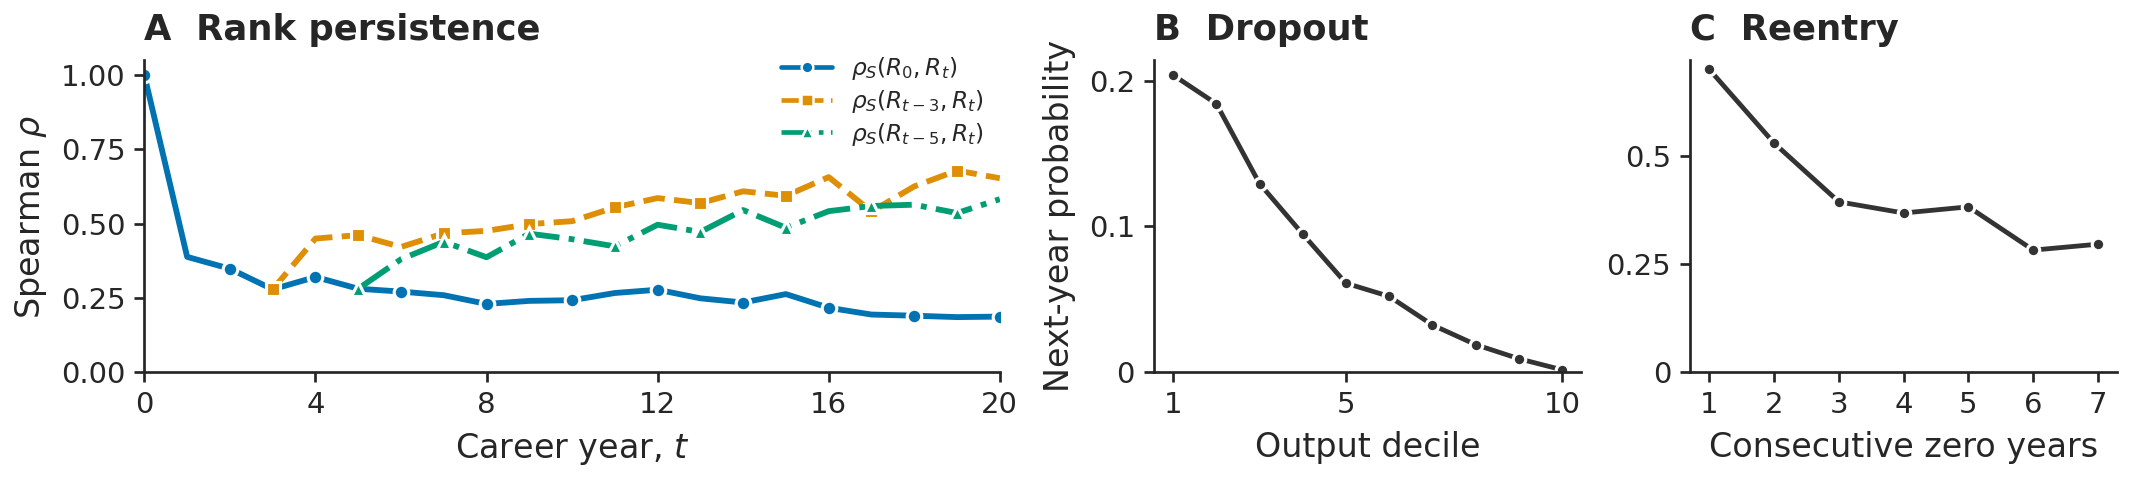 A Rank persistence
Spearman ρ
1.00
0.75
0.50
0.25
0.00
0 4 8 12 16 20
Career year, t
ρS(R0, Rt)
ρS(Rt−3, Rt)
ρS(Rt−5, Rt)
B Dropout
Next-year probability
0.2
0.1
0
1 5 10
Output decile
C Reentry
0.5
0.25
0
1 2 3 4 5 6 7
Consecutive zero years